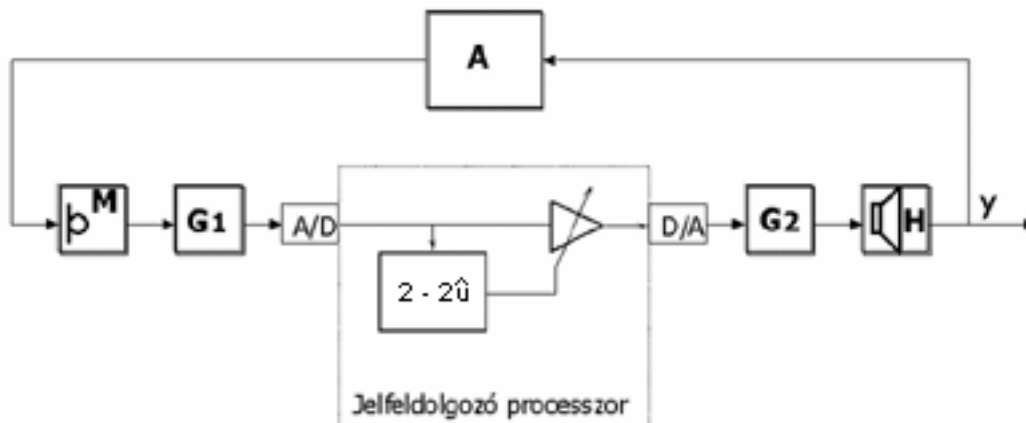 A
M
G1
A/D
D/A
G2
H
y
2 - 2û
Jelfeldolgozó processzor